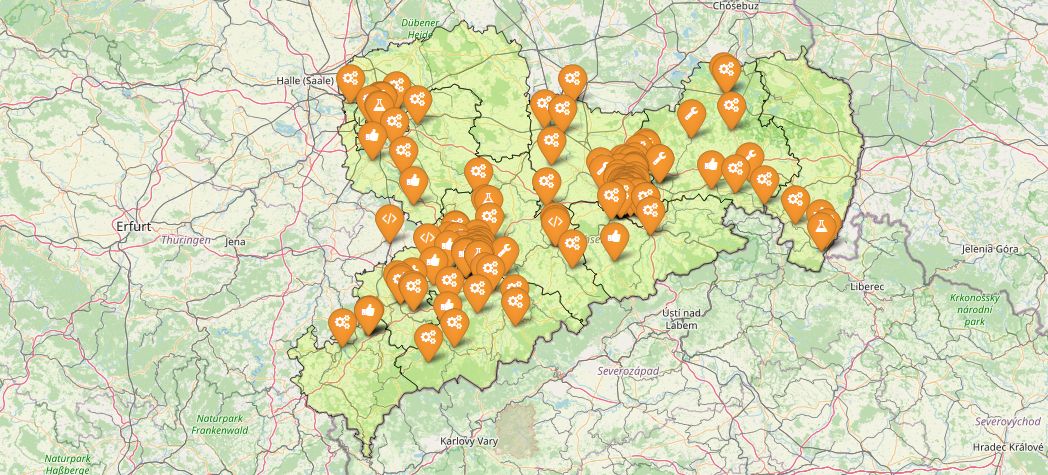 Chóśebuz
Dübener
Heide
Halle (Saale)
Erfurt
Thüringen
Jena
Jelenia Góra
Liberec
Krkonošský
národní
park
Ústí nad
Labem
Severozápad
Naturpark
Frankenwald
Severovýchod
Karlovy Vary
Hradec Králové
Naturpark
Haßberge